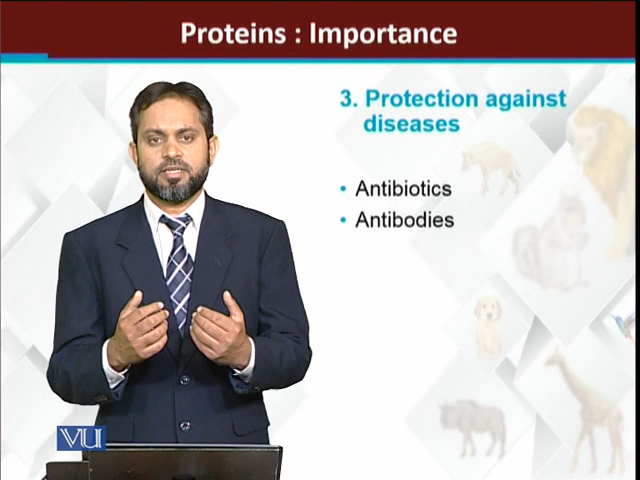 Proteins : Importance
3. Protection against
diseases
• Antibiotics
• Antibodies
VU